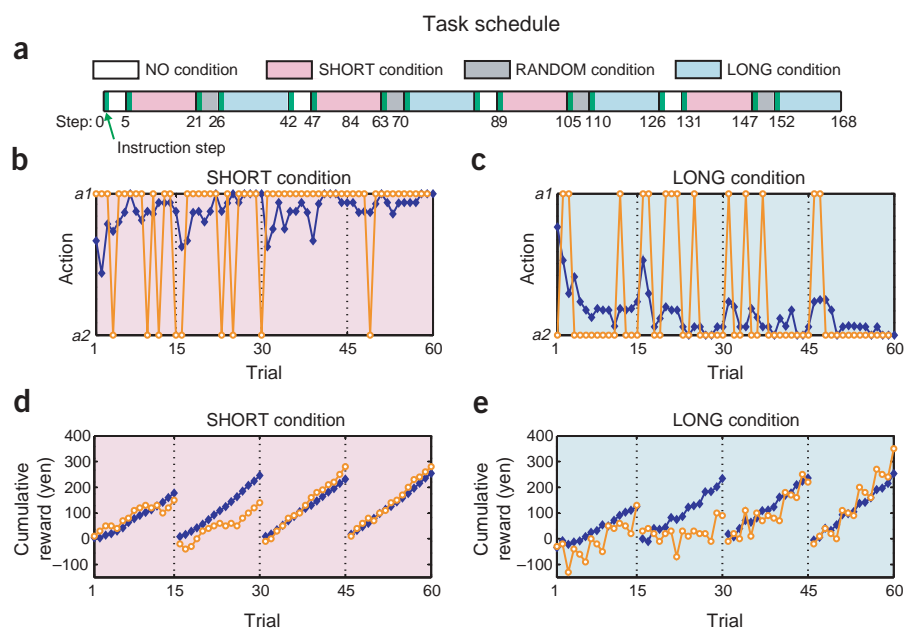 Task schedule
a
NO condition SHORT condition RANDOM condition LONG condition
Step: 0 5 21 26 42 47 84 63 70 89 105 110 126 131 147 152 168
Instruction step
b
SHORT condition
a1
Action
a2
1 15 30 45 60
Trial
c
LONG condition
a1
Action
a2
1 15 30 45 60
Trial
d
SHORT condition
Cumulative
reward (yen)
400
300
200
100
0
–100
1 15 30 45 60
Trial
e
LONG condition
Cumulative
reward (yen)
400
300
200
100
0
–100
1 15 30 45 60
Trial